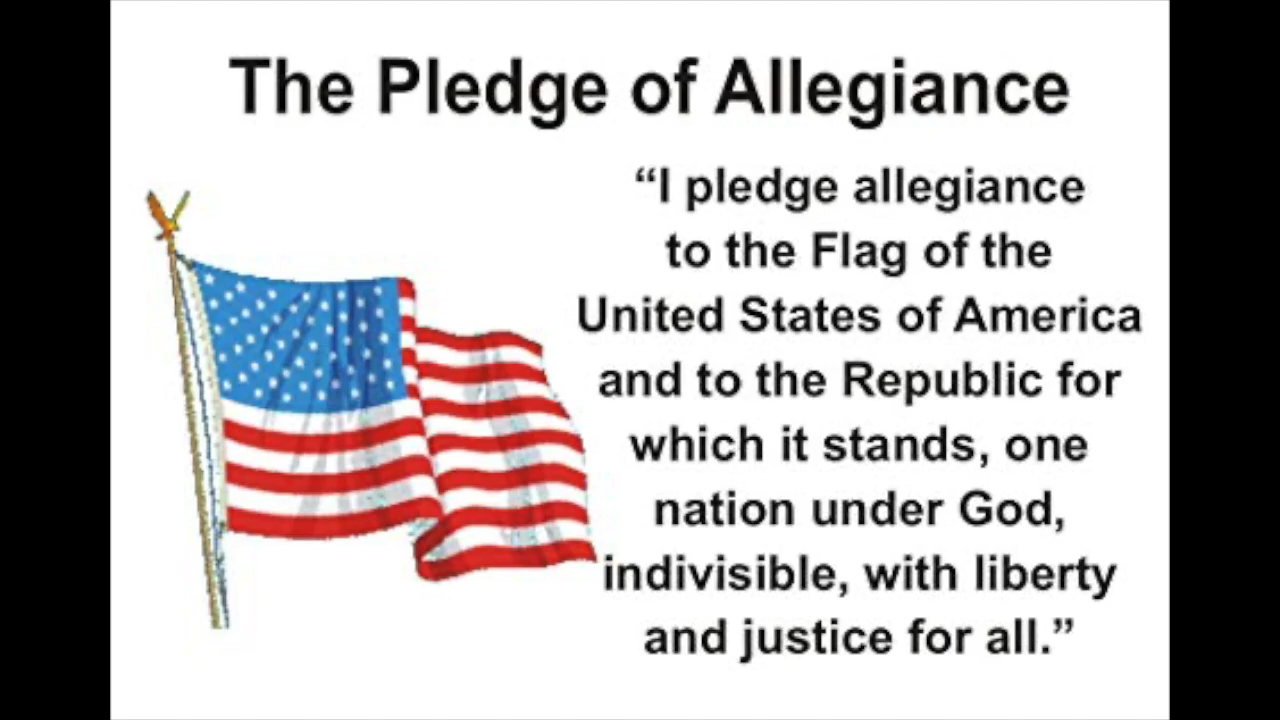 The Pledge of Allegiance
“I pledge allegiance
to the Flag of the
United States of America
and to the Republic for
which it stands, one
nation under God,
indivisible, with liberty
and justice for all.”